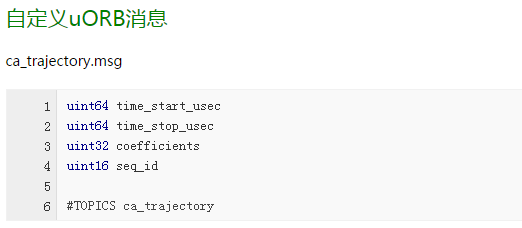 自定义uORB消息
ca_trajectory.msg
1 uint64 time_start_usec
2 uint64 time_stop_usec
3 uint32 coefficients
4 uint16 seq_id
5
6 #TOPICS ca_trajectory